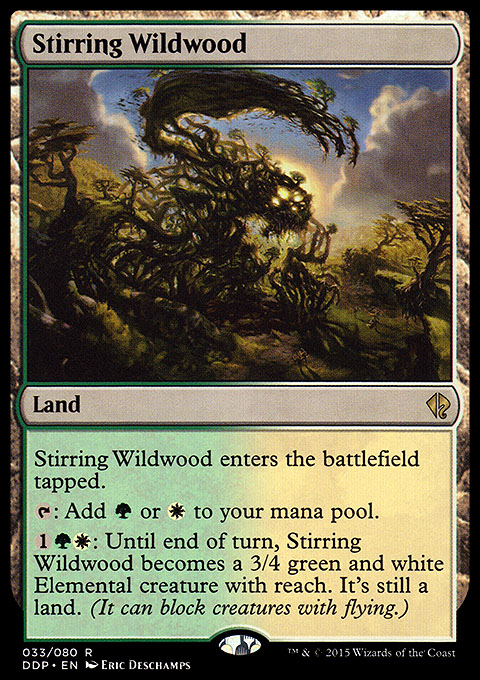 Stirring Wildwood
Land
Stirring Wildwood enters the battlefield
tapped.
: Add or to your mana pool.
1 : Until end of turn, Stirring
Wildwood becomes a 3/4 green and white
Elemental creature with reach. It's still a
land. (It can block creatures with flying.)
033/080 R
DDP • EN Eric Deschamps
™ & © 2015 Wizards of the Coast